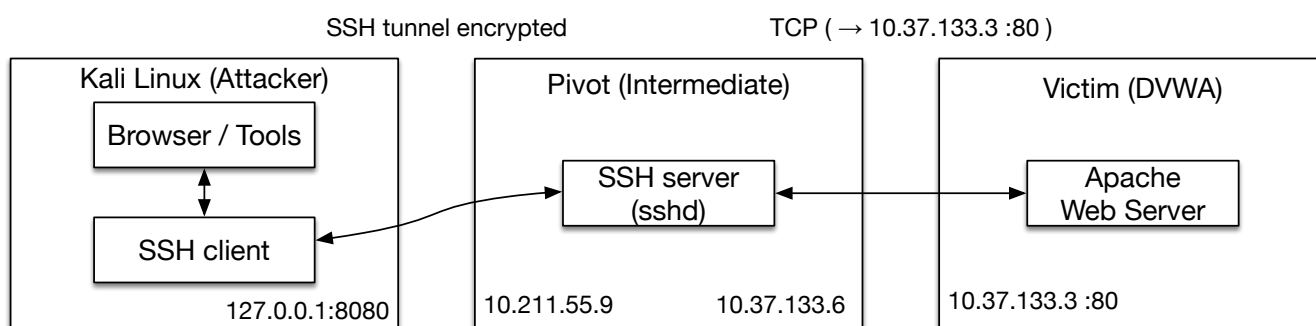 SSH tunnel encrypted
TCP ( → 10.37.133.3 :80 )
Kali Linux (Attacker)
Browser / Tools
SSH client
127.0.0.1:8080
Pivot (Intermediate)
SSH server
(sshd)
10.211.55.9
10.37.133.6
Victim (DVWA)
Apache
Web Server
10.37.133.3 :80